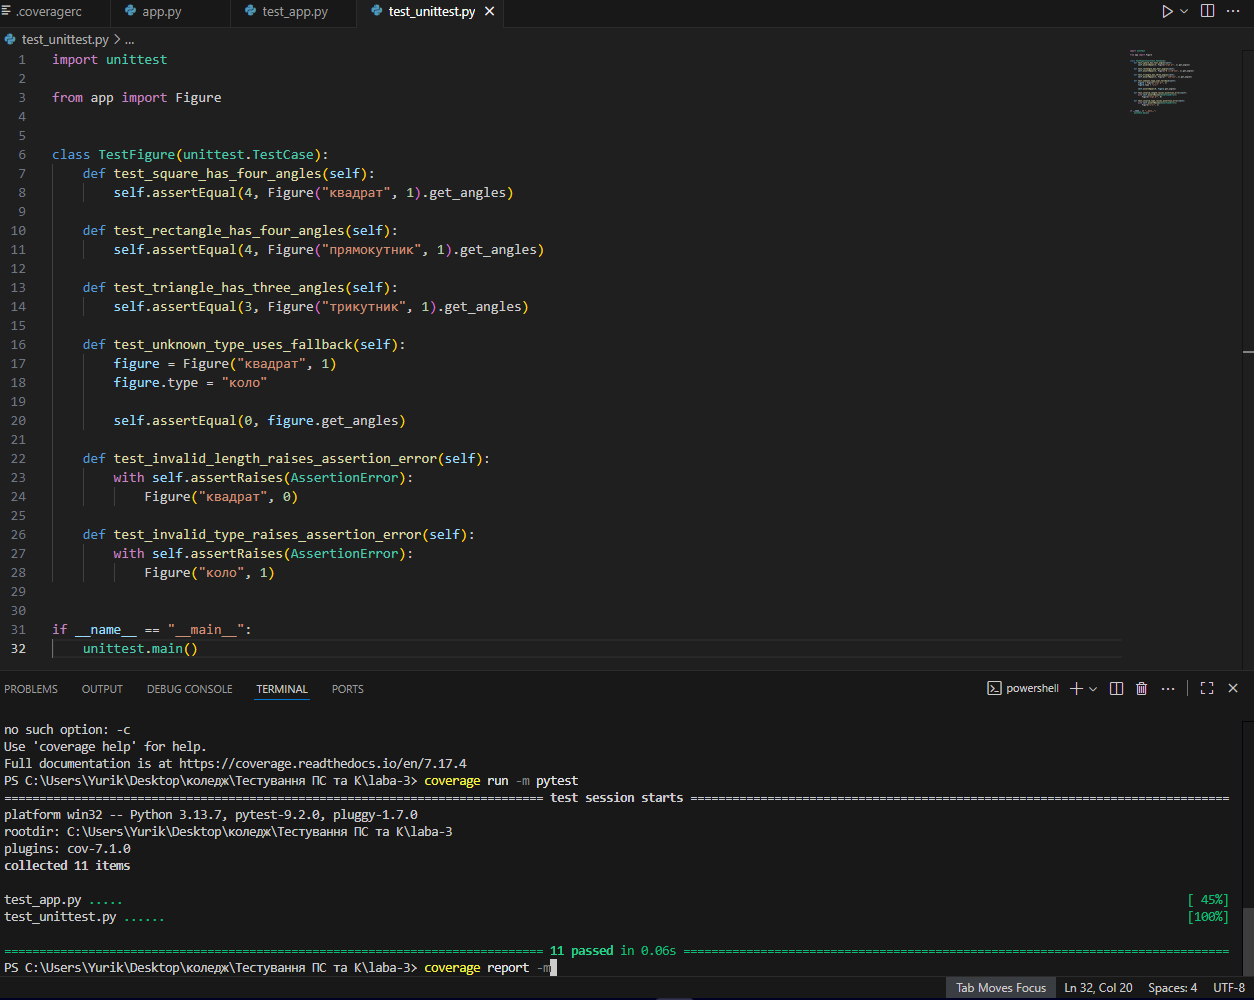 .coveragerc app.py test_app.py test_unittest.py
test_unittest.py > ...
1 import unittest
2
3 from app import Figure
4
5
6 class TestFigure(unittest.TestCase):
7 def test_square_has_four_angles(self):
8 self.assertEqual(4, Figure("квадрат", 1).get_angles)
9
10 def test_rectangle_has_four_angles(self):
11 self.assertEqual(4, Figure("прямокутник", 1).get_angles)
12
13 def test_triangle_has_three_angles(self):
14 self.assertEqual(3, Figure("трикутник", 1).get_angles)
15
16 def test_unknown_type_uses_fallback(self):
17 figure = Figure("квадрат", 1)
18 figure.type = "коло"
19
20 self.assertEqual(0, figure.get_angles)
21
22 def test_invalid_length_raises_assertion_error(self):
23 with self.assertRaises(AssertionError):
24 Figure("квадрат", 0)
25
26 def test_invalid_type_raises_assertion_error(self):
27 with self.assertRaises(AssertionError):
28 Figure("коло", 1)
29
30
31 if __name__ == "__main__":
32 unittest.main()
PROBLEMS OUTPUT DEBUG CONSOLE TERMINAL PORTS powershell
no such option: -c
Use 'coverage help' for help.
Full documentation is at https://coverage.readthedocs.io/en/7.17.4
PS C:\Users\Yurik\Desktop\коледж\Тестування ПС та К\laba-3> coverage run -m pytest
============================= test session starts =============================
platform win32 -- Python 3.13.7, pytest-9.2.0, pluggy-1.7.0
rootdir: C:\Users\Yurik\Desktop\коледж\Тестування ПС та К\laba-3
plugins: cov-7.1.0
collected 11 items
test_app.py ..... [ 45%]
test_unittest.py ...... [100%]
============================= 11 passed in 0.06s =============================
PS C:\Users\Yurik\Desktop\коледж\Тестування ПС та К\laba-3> coverage report -m
Tab Moves Focus Ln 32, Col 20 Spaces: 4 UTF-8